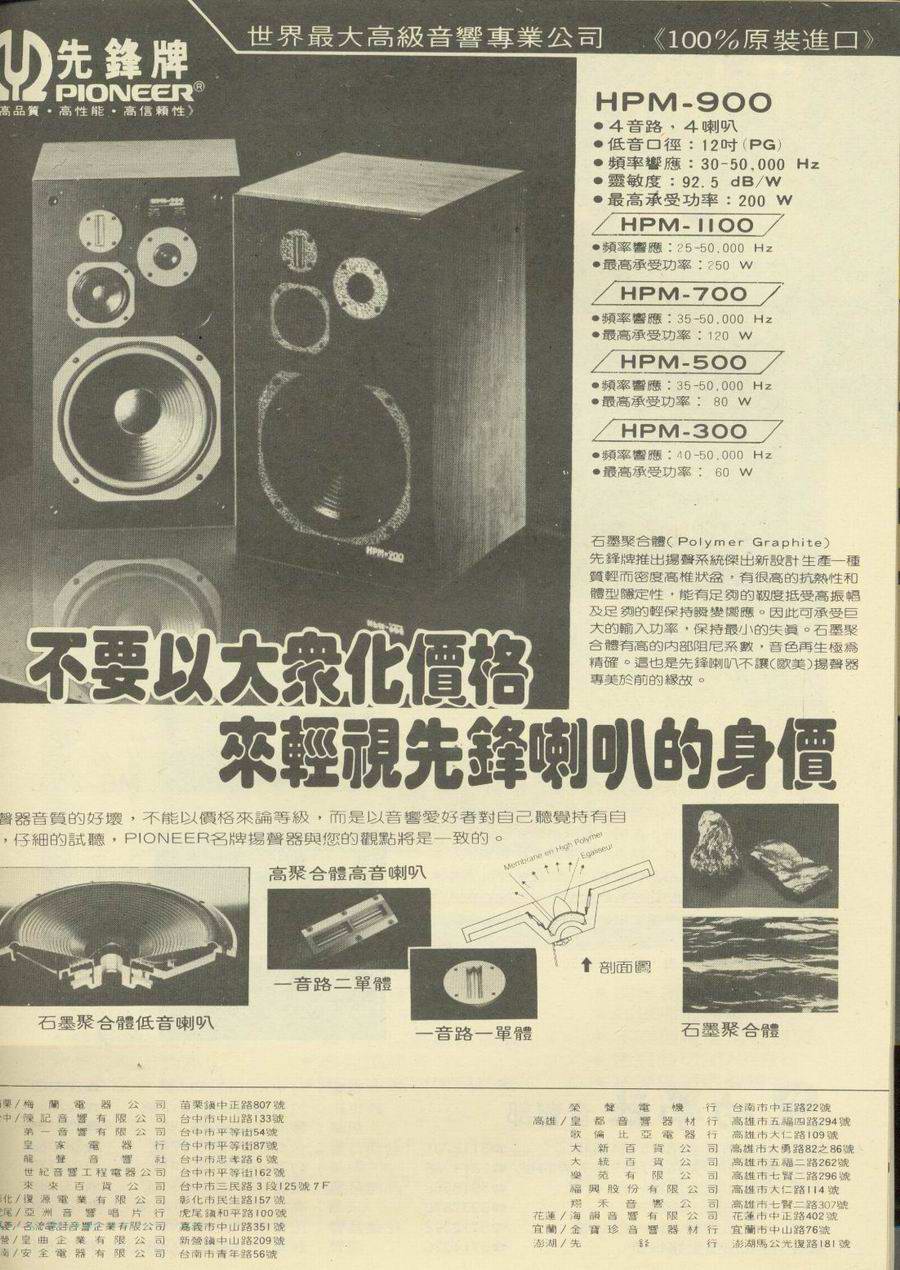 世界最大高級音響專業公司 《100%原裝進口》
先鋒牌
PIONEER®
高品質・高性能・高信賴性》
HPM-900
●4音路，4喇叭
●低音口徑：12吋(PG)
●頻率響應：30-50,000 Hz
●靈敏度：92.5 dB/W
●最高承受功率：200 W
HPM-1100
●頻率響應：25-50,000 Hz
●最高承受功率：250 W
HPM-700
●頻率響應：35-50,000 Hz
●最高承受功率：120 W
HPM-500
●頻率響應：35-50,000 Hz
●最高承受功率： 80 W
HPM-300
●頻率響應：40-50,000 Hz
●最高承受功率： 60 W
石墨聚合體(Polymer Graphite)
先鋒牌推出揚聲系統傑出新設計生產一種
質輕而密度高椎狀盆，有很高的抗熱性和
體型隱定性，能有足夠的靱度抵受高振幅
及足夠的輕保持瞬變嚮應。因此可承受巨
大的輸入功率，保持最小的失眞。石墨聚
合體有高的內部阻尼系數，音色再生極爲
精確。這也是先鋒喇叭不讓(歐美)揚聲器
專美於前的緣故。
不要以大衆化價格
來輕視先鋒喇叭的身價
聲器音質的好壞，不能以價格來論等級，而是以音響愛好者對自己聽覺持有自
，仔細的試聽，PIONEER名牌揚聲器與您的觀點將是一致的。
高聚合體高音喇叭
Membrane en High Polymer
Egaliseur
一音路二單體
↑剖面圖
石墨聚合體低音喇叭
一音路一單體
石墨聚合體
栗/梅蘭電器公司 苗栗鎮中正路807號
中/陳記音響有限公司 台中市中山路133號
第一音響有限公司 台中市平等街54號
皇家電器行 台中市平等街87號
龍聲音響社 台中市忠孝路6號
世紀音響工程電器公司 台中市平等街162號
來來百貨公司 台中市三民路3段125號7F
化/復源電業有限公司 彰化市民生路157號
尾/亞洲音響唱片行 虎尾鎮和平路100號
名流電話音響企業有限公司 嘉義市中山路351號
營/皇曲企業有限公司 新營鎮中山路209號
南/安全電器有限公司 台南市青年路56號
榮聲電機行 台南市中正路22號
高雄/皇都音響器材行 高雄市五福四路294號
歌倫比亞電器行 高雄市大仁路109號
大新百貨公司 高雄市大勇路82之86號
大統百貨公司 高雄市五福二路262號
樂苑有限公司 高雄市七賢二路296號
福興股份有限公司 高雄市大仁路114號
翔禾音響公司 高雄市七賢二路307號
花蓮/海韻音響有限公司 花蓮市中正路402號
宜蘭/金寶珍音響器材行 宜蘭市中山路76號
澎湖/先鋒行 澎湖馬公光復路181號